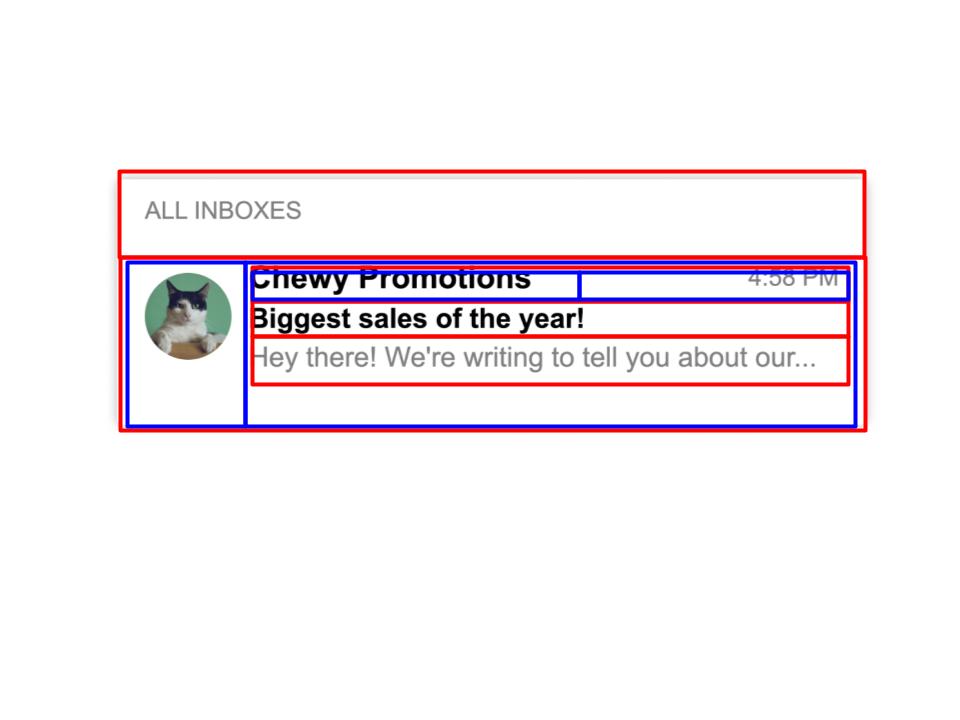 ALL INBOXES
Chewy Promotions 4:58 PM
Biggest sales of the year!
Hey there! We're writing to tell you about our...